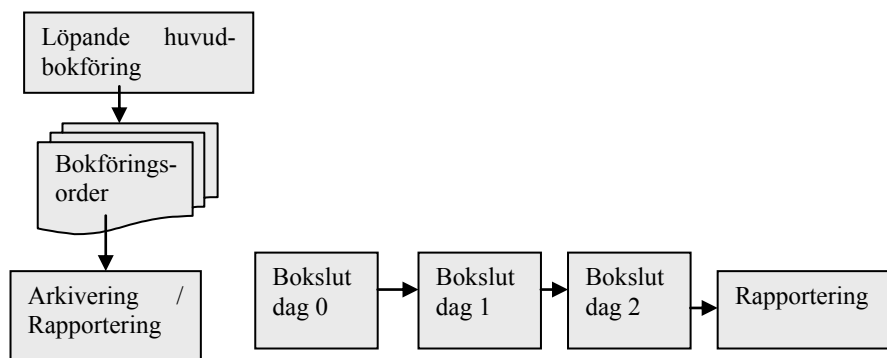 Löpande huvud-
bokföring
Bokförings-
order
Arkivering /
Rapportering
Bokslut
dag 0
Bokslut
dag 1
Bokslut
dag 2
Rapportering